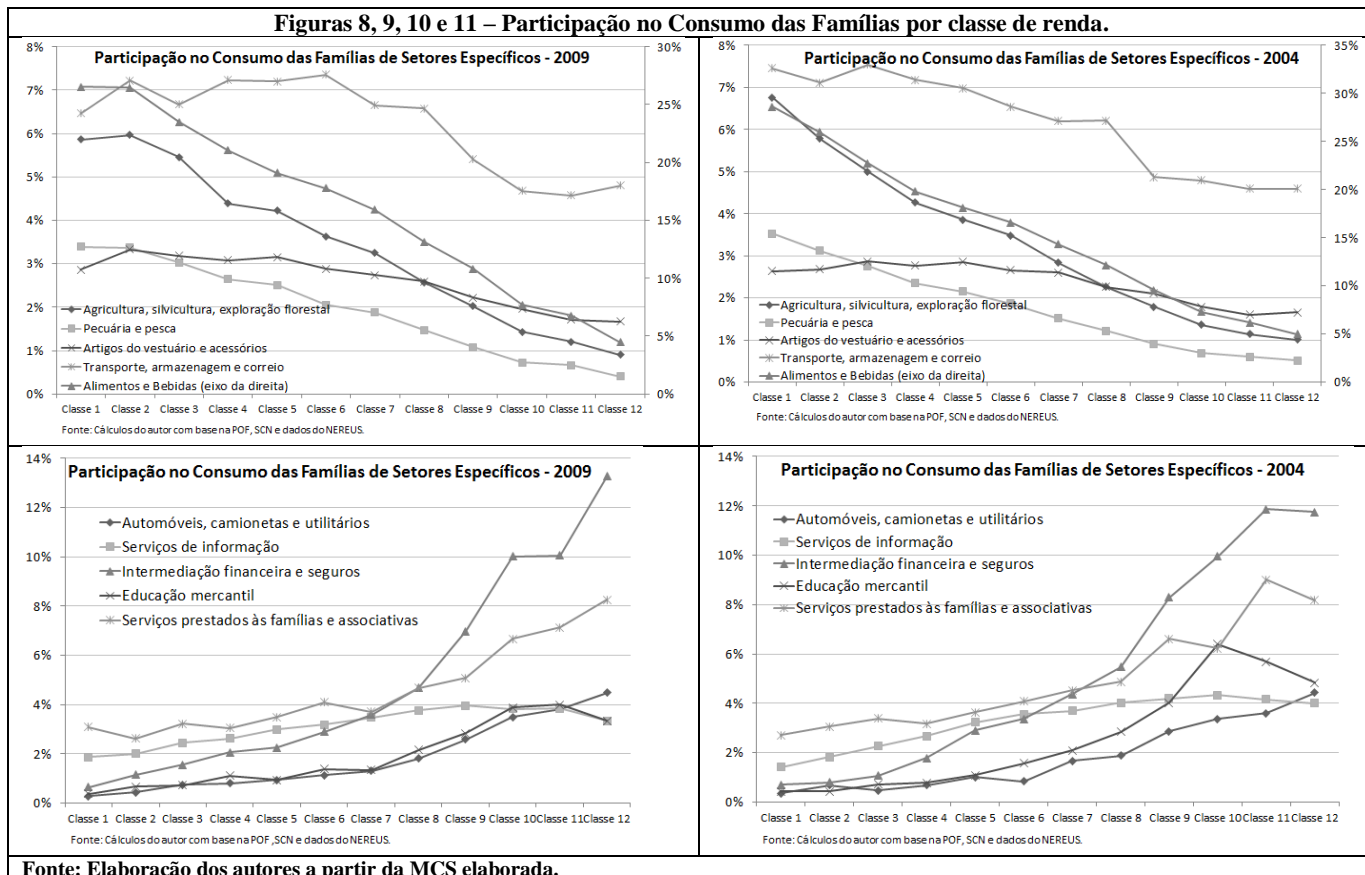 Figuras 8, 9, 10 e 11 – Participação no Consumo das Famílias por classe de renda.
Participação no Consumo das Famílias de Setores Específicos - 2009
8%
7%
6%
5%
4%
3%
2%
1%
0%
30%
25%
20%
15%
10%
5%
0%
Agricultura, silvicultura, exploração florestal
Pecuária e pesca
Artigos do vestuário e acessórios
Transporte, armazenagem e correio
Alimentos e Bebidas (eixo da direita)
Classe 1 Classe 2 Classe 3 Classe 4 Classe 5 Classe 6 Classe 7 Classe 8 Classe 9 Classe 10 Classe 11 Classe 12
Fonte: Cálculos do autor com base na POF, SCN e dados do NEREUS.
Participação no Consumo das Famílias de Setores Específicos - 2004
8%
7%
6%
5%
4%
3%
2%
1%
0%
35%
30%
25%
20%
15%
10%
5%
0%
Agricultura, silvicultura, exploração florestal
Pecuária e pesca
Artigos do vestuário e acessórios
Transporte, armazenagem e correio
Alimentos e Bebidas (eixo da direita)
Classe 1 Classe 2 Classe 3 Classe 4 Classe 5 Classe 6 Classe 7 Classe 8 Classe 9 Classe 10 Classe 11 Classe 12
Fonte: Cálculos do autor com base na POF, SCN e dados do NEREUS.
Participação no Consumo das Famílias de Setores Específicos - 2009
14%
12%
10%
8%
6%
4%
2%
0%
Automóveis, camionetas e utilitários
Serviços de informação
Intermediação financeira e seguros
Educação mercantil
Serviços prestados às famílias e associativas
Classe 1 Classe 2 Classe 3 Classe 4 Classe 5 Classe 6 Classe 7 Classe 8 Classe 9 Classe 10 Classe 11 Classe 12
Fonte: Cálculos do autor com base na POF ,SCN e dados do NEREUS.
Participação no Consumo das Famílias de Setores Específicos - 2004
14%
12%
10%
8%
6%
4%
2%
0%
Automóveis, camionetas e utilitários
Serviços de informação
Intermediação financeira e seguros
Educação mercantil
Serviços prestados às famílias e associativas
Classe 1 Classe 2 Classe 3 Classe 4 Classe 5 Classe 6 Classe 7 Classe 8 Classe 9 Classe 10 Classe 11 Classe 12
Fonte: Cálculos do autor com base na POF, SCN e dados do NEREUS.
Fonte: Elaboração dos autores a partir da MCS elaborada.